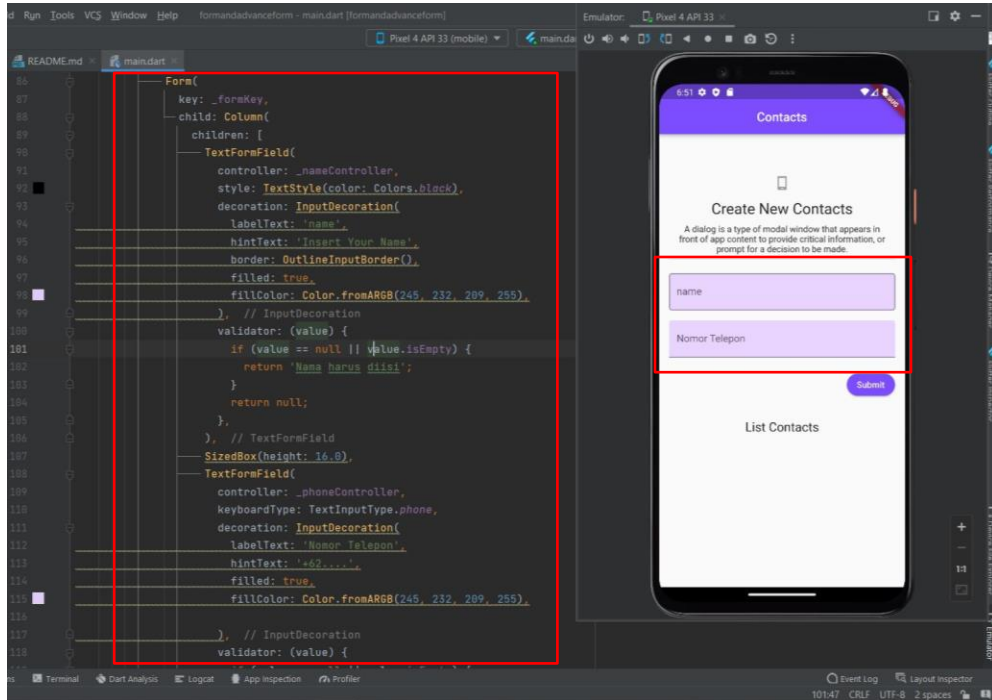 d Run Tools VCS Window Help formandadvanceform - main.dart [formandadvanceform]
Emulator: Pixel 4 API 33
Pixel 4 API 33 (mobile) main.da
README.md main.dart
86 Form(
87 key: _formKey,
88 child: Column(
89 children: [
90 TextFormField(
91 controller: _nameController,
92 style: TextStyle(color: Colors.black),
93 decoration: InputDecoration(
94 labelText: 'name',
95 hintText: 'Insert Your Name',
96 border: OutlineInputBorder(),
97 filled: true,
98 fillColor: Color.fromARGB(245, 232, 209, 255),
99 ), // InputDecoration
100 validator: (value) {
101 if (value == null || value.isEmpty) {
102 return 'Nama harus diisi';
103 }
104 return null;
105 },
106 ), // TextFormField
107 SizedBox(height: 16.0),
108 TextFormField(
109 controller: _phoneController,
110 keyboardType: TextInputType.phone,
111 decoration: InputDecoration(
112 labelText: 'Nomor Telepon',
113 hintText: '+62....',
114 filled: true,
115 fillColor: Color.fromARGB(245, 232, 209, 255),
116
117 ), // InputDecoration
118 validator: (value) {
6:51
Contacts
Create New Contacts
A dialog is a type of modal window that appears in
front of app content to provide critical information, or
prompt for a decision to be made.
name
Nomor Telepon
Submit
List Contacts
1:1
Emulator
Terminal Dart Analysis Logcat App Inspection Profiler
Event Log Layout Inspector
101:47 CRLF UTF-8 2 spaces